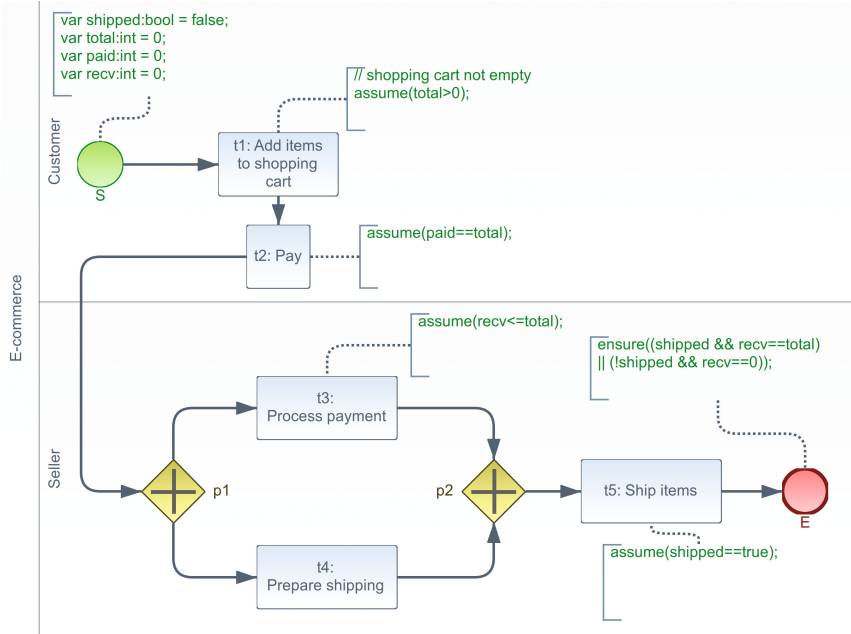 var shipped:bool = false;
var total:int = 0;
var paid:int = 0;
var recv:int = 0;
// shopping cart not empty
assume(total>0);
Customer
t1: Add items
to shopping
cart
S
assume(paid==total);
t2: Pay
E-commerce
assume(recv<=total);
ensure((shipped && recv==total)
|| (!shipped && recv==0));
t3:
Process payment
Seller
p1
p2
t5: Ship items
E
assume(shipped==true);
t4:
Prepare shipping